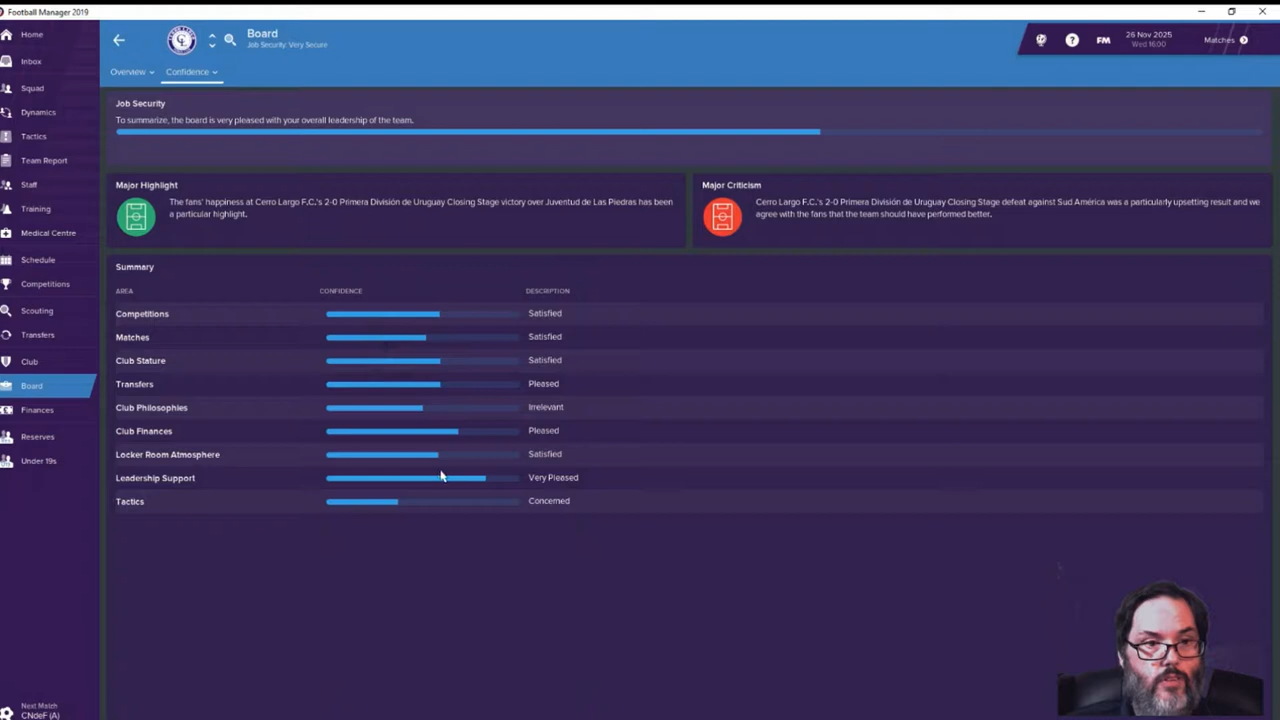 Football Manager 2019
Home
Inbox
Squad
Dynamics
Tactics
Team Report
Staff
Training
Medical Centre
Schedule
Competitions
Scouting
Transfers
Club
Board
Finances
Reserves
Under 19s
Next Match
CNdeF (A)
Board
Job Security: Very Secure
? FM
26 Nov 2025
Wed 16:00
Matches
Overview
Confidence
Job Security
To summarize, the board is very pleased with your overall leadership of the team.
Major Highlight
The fans' happiness at Cerro Largo F.C.'s 2-0 Primera División de Uruguay Closing Stage victory over Juventud de Las Piedras has been
a particular highlight.
Major Criticism
Cerro Largo F.C.'s 2-0 Primera División de Uruguay Closing Stage defeat against Sud América was a particularly upsetting result and we
agree with the fans that the team should have performed better.
Summary
AREA CONFIDENCE DESCRIPTION
Competitions Satisfied
Matches Satisfied
Club Stature Satisfied
Transfers Pleased
Club Philosophies Irrelevant
Club Finances Pleased
Locker Room Atmosphere Satisfied
Leadership Support Very Pleased
Tactics Concerned